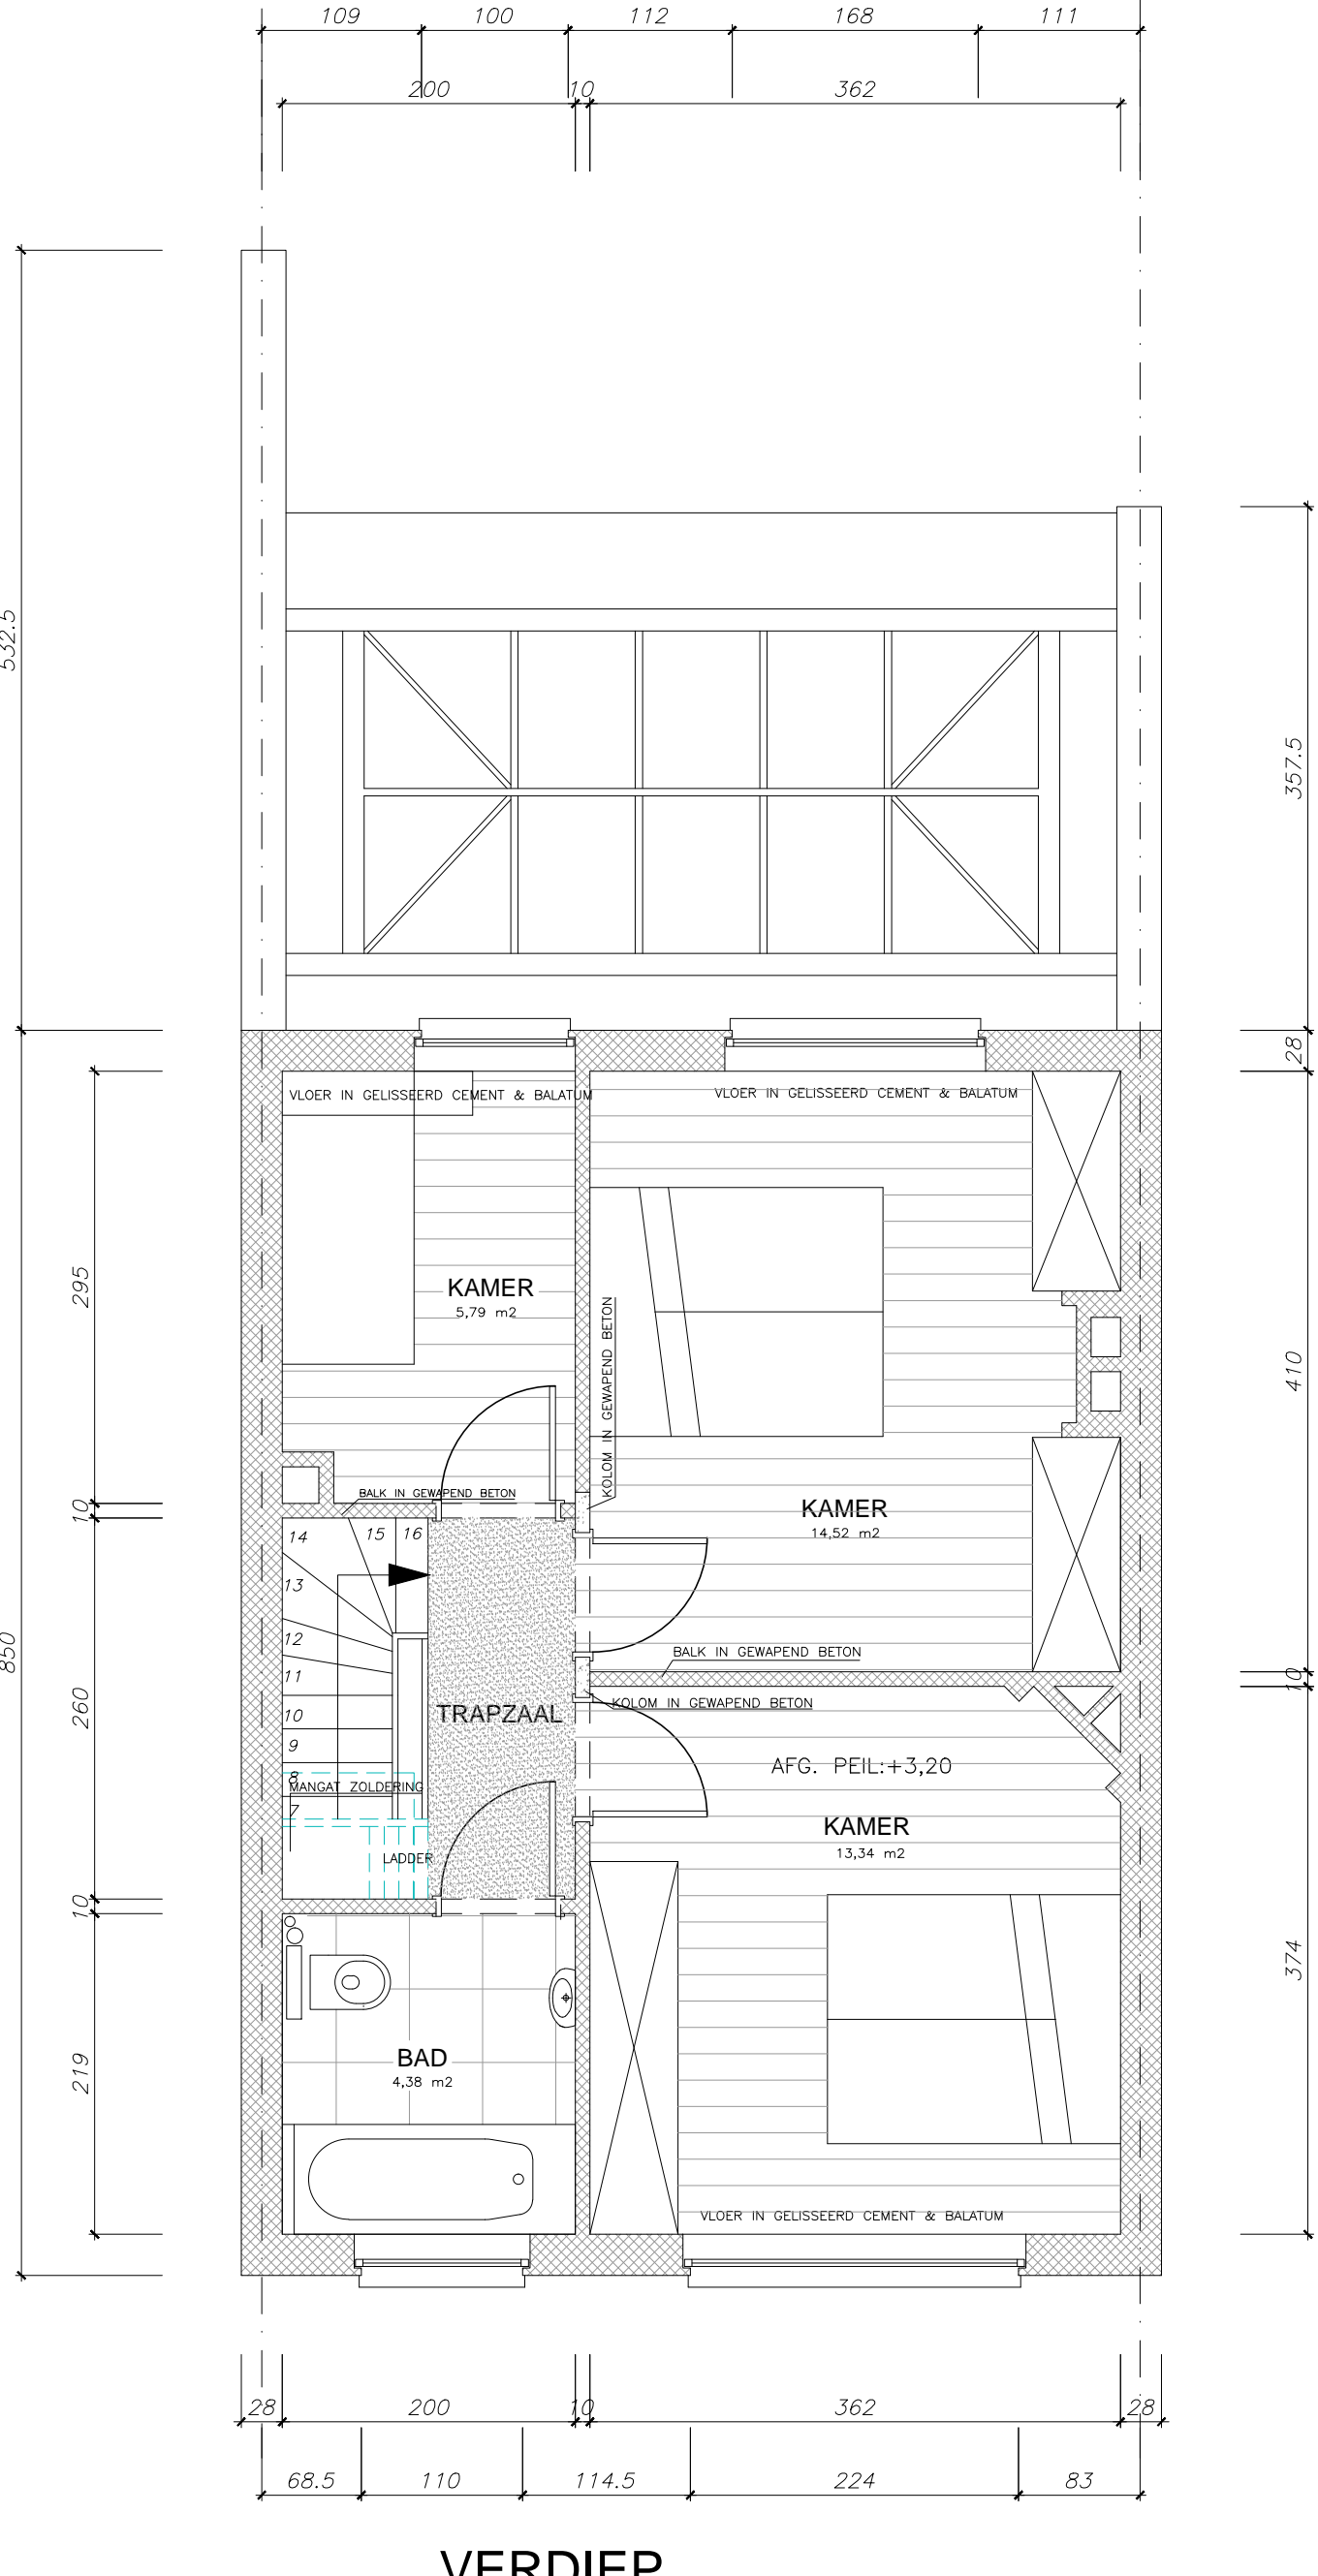 109 100 112 168 111
200 10 362
532.5
357.5
28
VLOER IN GELISSEERD CEMENT & BALATUM
VLOER IN GELISSEERD CEMENT & BALATUM
295
KAMER
5,79 m2
KOLOM IN GEWAPEND BETON
410
BALK IN GEWAPEND BETON
10
KAMER
14,52 m2
14 15 16
13
12
11
10
9
8
7
850
BALK IN GEWAPEND BETON
10
KOLOM IN GEWAPEND BETON
260
TRAPZAAL
AFG. PEIL:+3,20
MANGAT ZOLDERING
KAMER
13,34 m2
LADDER
10
374
219
BAD
4,38 m2
VLOER IN GELISSEERD CEMENT & BALATUM
28 200 10 362 28
68.5 110 114.5 224 83
VERDIEP